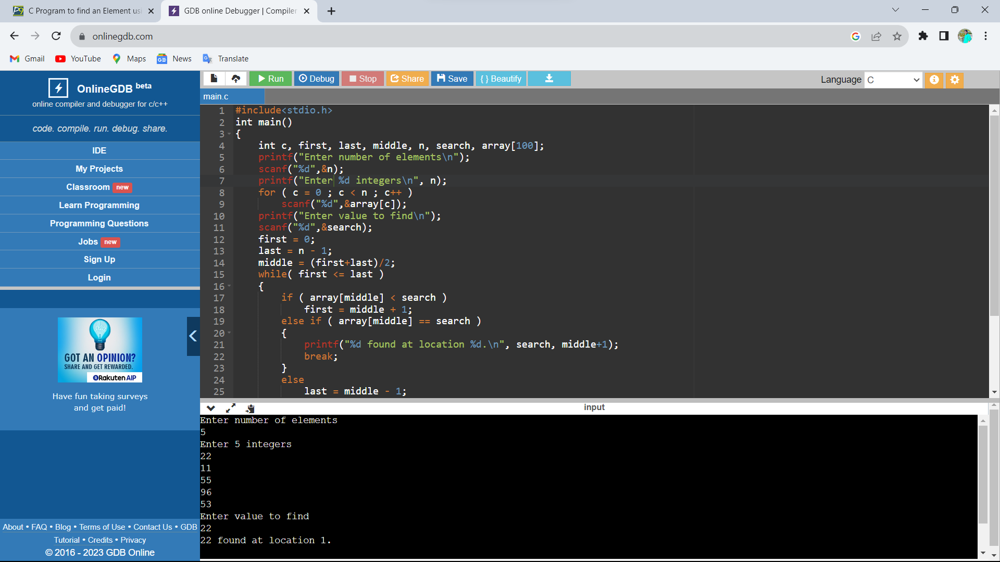 C Program to find an Element usi
GDB online Debugger | Compiler
onlinegdb.com
Gmail YouTube Maps News Translate
OnlineGDB beta
online compiler and debugger for c/c++
code. compile. run. debug. share.
IDE
My Projects
Classroom new
Learn Programming
Programming Questions
Jobs new
Sign Up
Login
idea
GOT AN OPINION?
SHARE AND GET REWARDED.
Rakuten AIP
Have fun taking surveys
and get paid!
About • FAQ • Blog • Terms of Use • Contact Us • GDB
Tutorial • Credits • Privacy
© 2016 - 2023 GDB Online
Run Debug Stop Share Save { } Beautify
Language C
main.c
1 #include<stdio.h>
2 int main()
3 {
4 int c, first, last, middle, n, search, array[100];
5 printf("Enter number of elements\n");
6 scanf("%d",&n);
7 printf("Enter %d integers\n", n);
8 for ( c = 0 ; c < n ; c++ )
9 scanf("%d",&array[c]);
10 printf("Enter value to find\n");
11 scanf("%d",&search);
12 first = 0;
13 last = n - 1;
14 middle = (first+last)/2;
15 while( first <= last )
16 {
17 if ( array[middle] < search )
18 first = middle + 1;
19 else if ( array[middle] == search )
20 {
21 printf("%d found at location %d.\n", search, middle+1);
22 break;
23 }
24 else
25 last = middle - 1;
input
Enter number of elements
5
Enter 5 integers
22
11
55
96
53
Enter value to find
22
22 found at location 1.